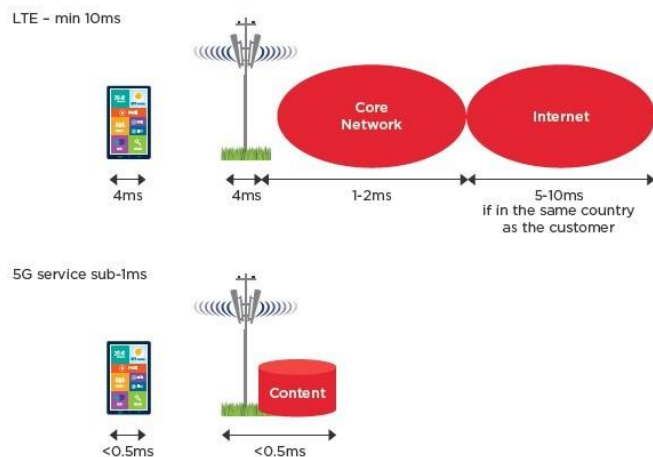 LTE – min 10ms
Core
Network
Internet
4ms
4ms
1-2ms
5-10ms
if in the same country
as the customer
5G service sub-1ms
Content
<0.5ms
<0.5ms